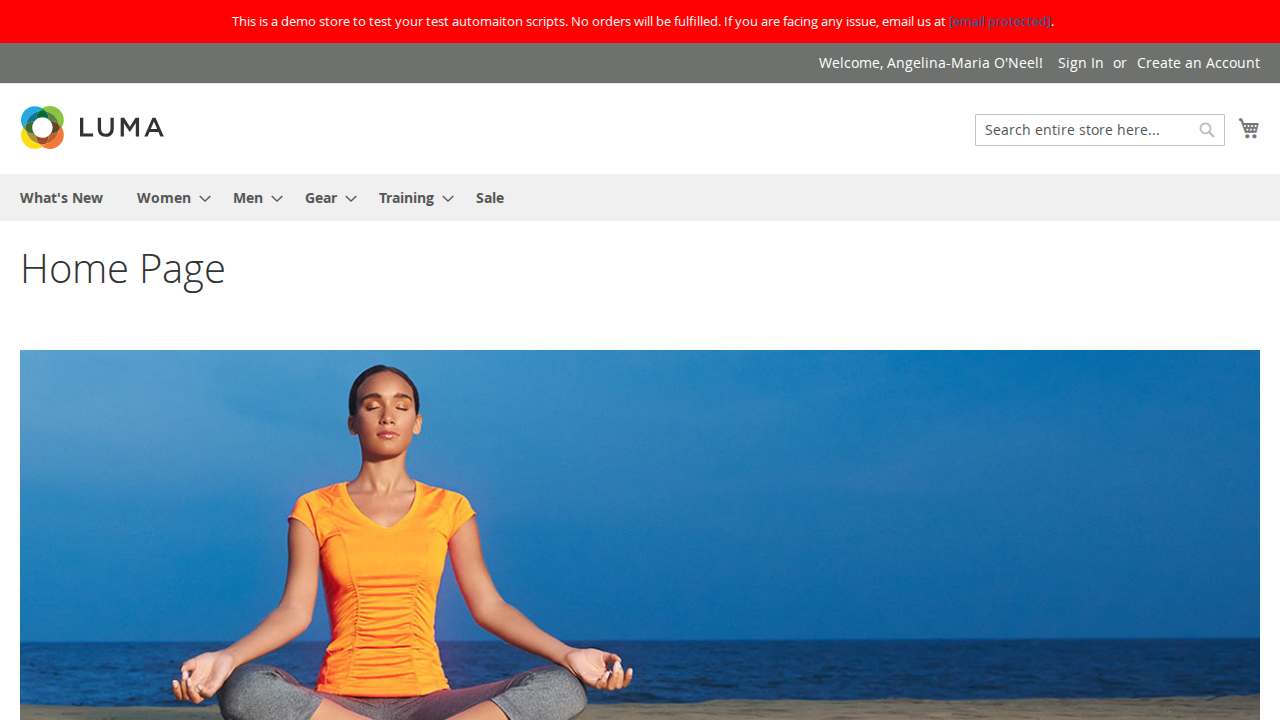 This is a demo store to test your test automaiton scripts. No orders will be fulfilled. If you are facing any issue, email us at [email protected].
Welcome, Angelina-Maria O'Neel! Sign In or Create an Account
LUMA
Search entire store here...
What's New Women Men Gear Training Sale
Home Page